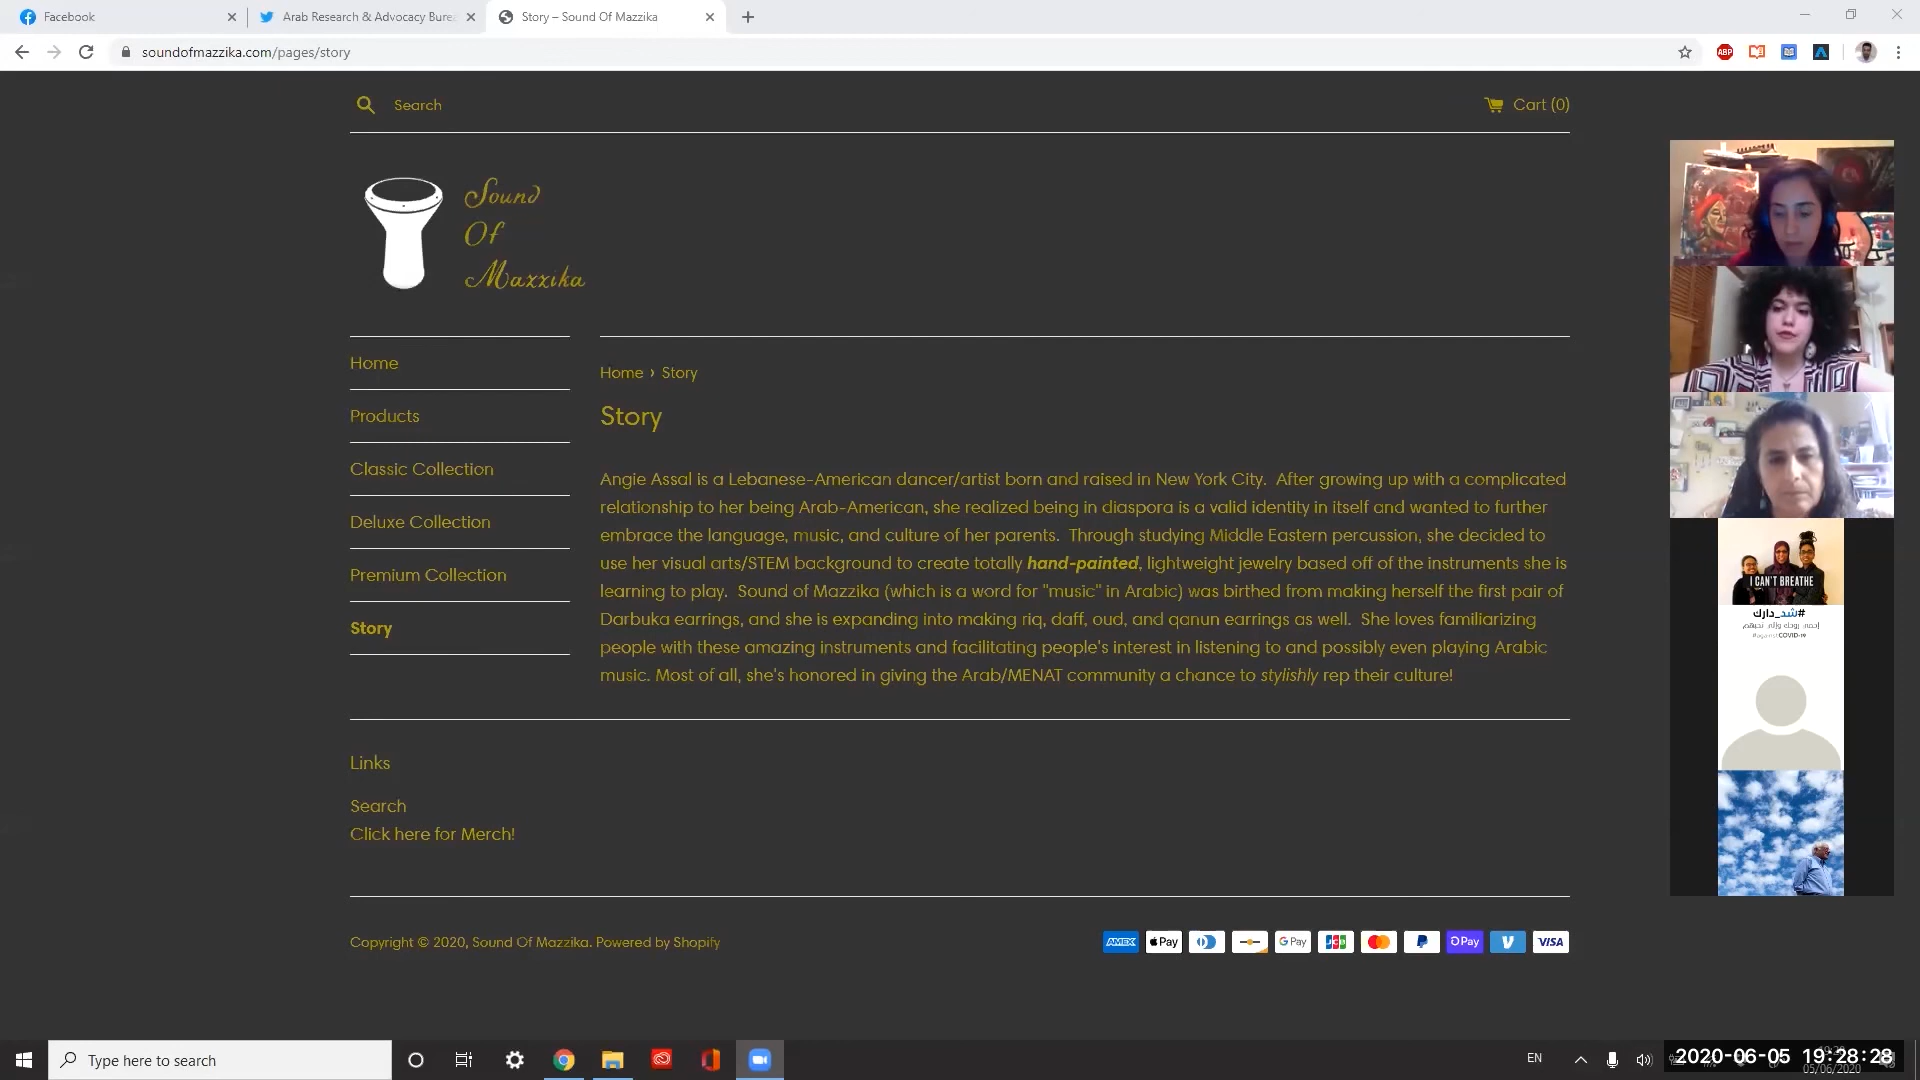 Facebook
Arab Research & Advocacy Bure
Story – Sound Of Mazzika
soundofmazzika.com/pages/story
ABP
Search
Cart (0)
Sound
Of
Mazzika
Home
Products
Classic Collection
Deluxe Collection
Premium Collection
Story
Home › Story
Story
Angie Assal is a Lebanese-American dancer/artist born and raised in New York City. After growing up with a complicated
relationship to her being Arab-American, she realized being in diaspora is a valid identity in itself and wanted to further
embrace the language, music, and culture of her parents. Through studying Middle Eastern percussion, she decided to
use her visual arts/STEM background to create totally hand-painted, lightweight jewelry based off of the instruments she is
learning to play. Sound of Mazzika (which is a word for "music" in Arabic) was birthed from making herself the first pair of
Darbuka earrings, and she is expanding into making riq, daff, oud, and qanun earrings as well. She loves familiarizing
people with these amazing instruments and facilitating people's interest in listening to and possibly even playing Arabic
music. Most of all, she's honored in giving the Arab/MENAT community a chance to stylishly rep their culture!
I CAN'T BREATHE
#شد_دارك
COVID-19
Links
Search
Click here for Merch!
Copyright © 2020, Sound Of Mazzika. Powered by Shopify
AMEX
Pay
G Pay
JCB
Pay
VISA
Type here to search
EN
2020-06-05 19:28:28
05/06/2020